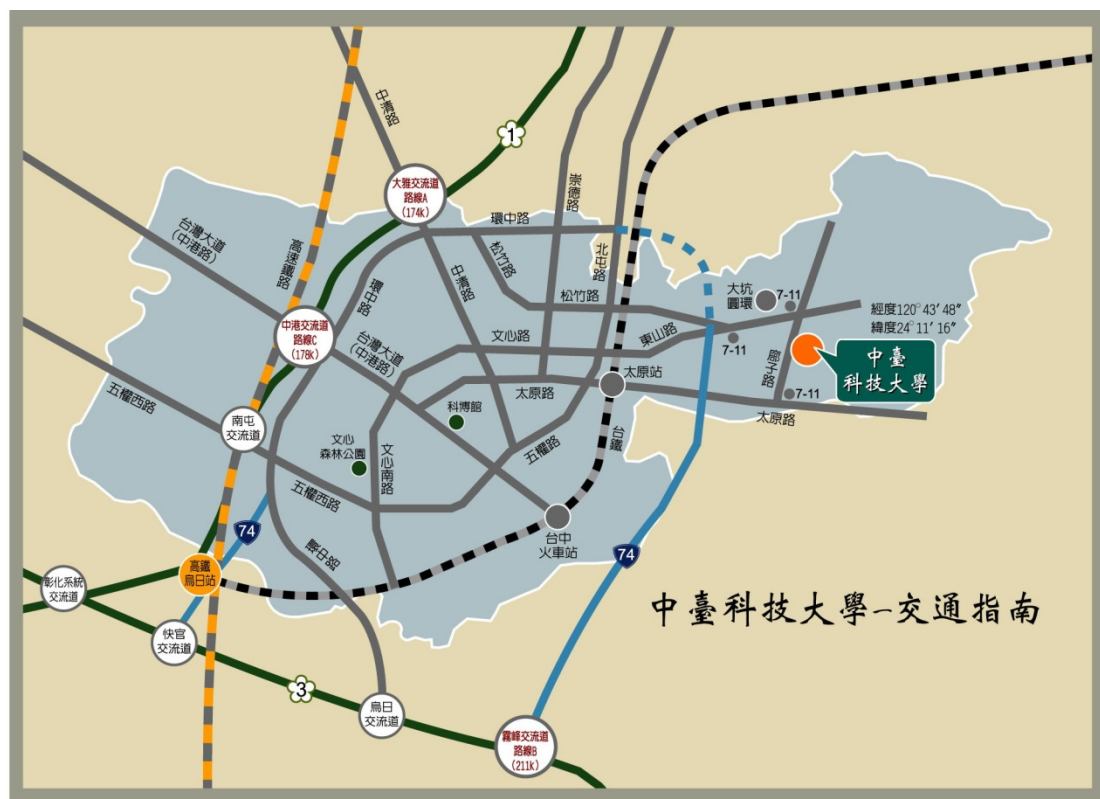 中清路
1
大雅交流道
路線A
(174k)
崇德路
環中路
台灣大道
(中港路)
高速鐵路
松竹路
北屯路
中清路
環中路
松竹路
大坑
圓環
7-11
經度120°43'48"
緯度24°11'16"
中港交流道
路線C
(178k)
台灣大道
(中港路)
文心路
東山路
7-11
廍子路
中臺
科技大學
五權西路
太原站
太原路
7-11
太原路
科博館
南屯
交流道
文心
森林公園
文心南路
五權路
台鐵
五權西路
台中
火車站
74
環中路
74
高鐵
烏日站
彰化系統
交流道
中臺科技大學－交通指南
快官
交流道
3
烏日
交流道
霧峰交流道
路線B
(211k)